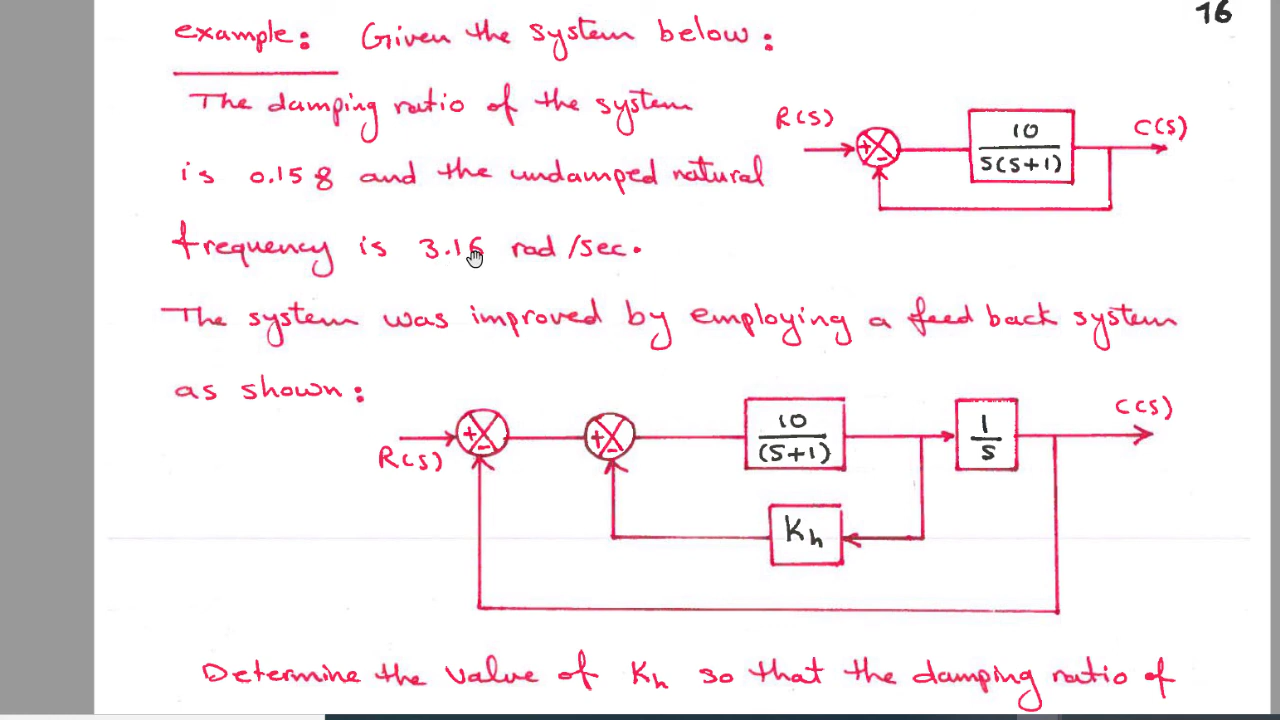 16
example: Given the system below:
The damping ratio of the system
is 0.158 and the undamped natural
frequency is 3.16 rad/sec.
R(s) + - 10/s(s+1) C(s)
The system was improved by employing a feed back system
as shown:
R(s) + - + - 10/(s+1) 1/s C(s)
Kh
Determine the value of Kh so that the damping ratio of